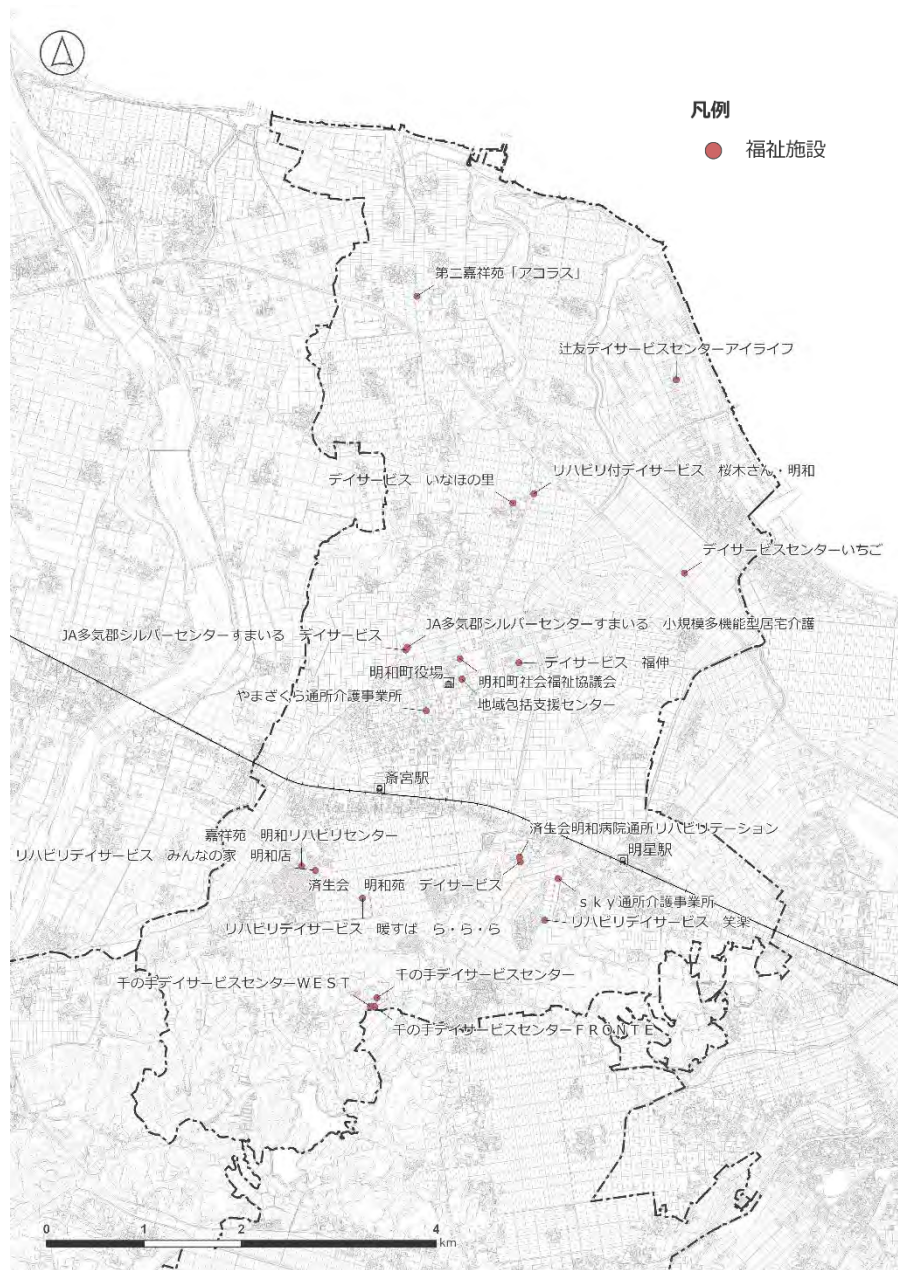 凡例
福祉施設
第二嘉祥苑「アコラス」
辻友デイサービスセンターアイライフ
デイサービス　いなほの里
リハビリ付デイサービス　桜木さん・明和
デイサービスセンターいちご
JA多気郡シルバーセンターすまいる　デイサービス
JA多気郡シルバーセンターすまいる　小規模多機能型居宅介護
明和町役場
デイサービス　福伸
明和町社会福祉協議会
やまざくら通所介護事業所
地域包括支援センター
斎宮駅
嘉祥苑　明和リハビリセンター
済生会明和病院通所リハビリテーション
リハビリデイサービス　みんなの家　明和店
明星駅
済生会　明和苑　デイサービス
ｓｋｙ通所介護事業所
リハビリデイサービス　暖すば　ら・ら・ら
リハビリデイサービス　笑楽
千の手デイサービスセンターＷＥＳＴ
千の手デイサービスセンター
千の手デイサービスセンターＦＲＯＮＴＥ
0 1 2 4
km